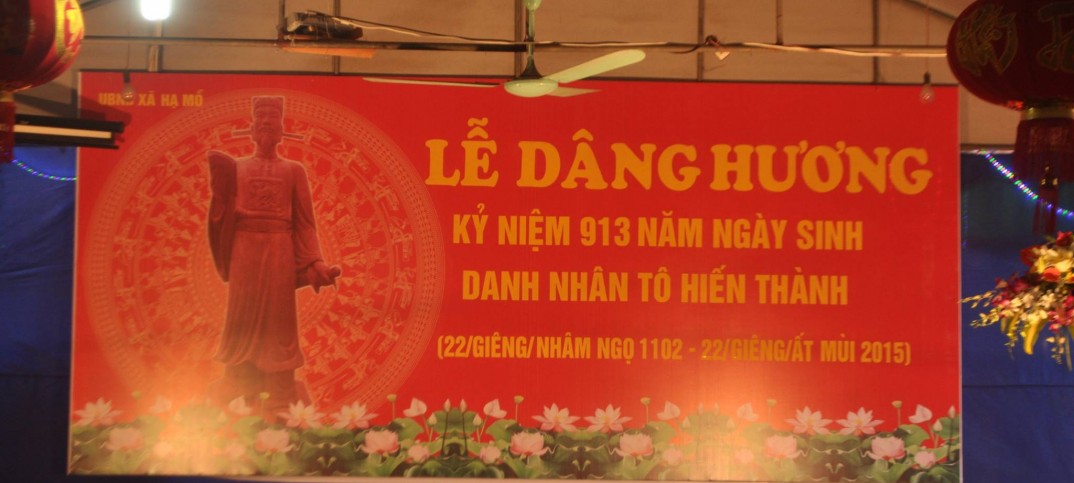 UBND XÃ HẠ MỖ
LỄ DÂNG HƯƠNG
KỶ NIỆM 913 NĂM NGÀY SINH
DANH NHÂN TÔ HIẾN THÀNH
(22/GIÊNG/NHÂM NGỌ 1102 - 22/GIÊNG/ẤT MÙI 2015)